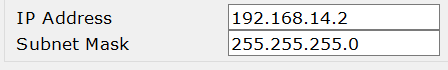 IP Address 192.168.14.2
Subnet Mask 255.255.255.0